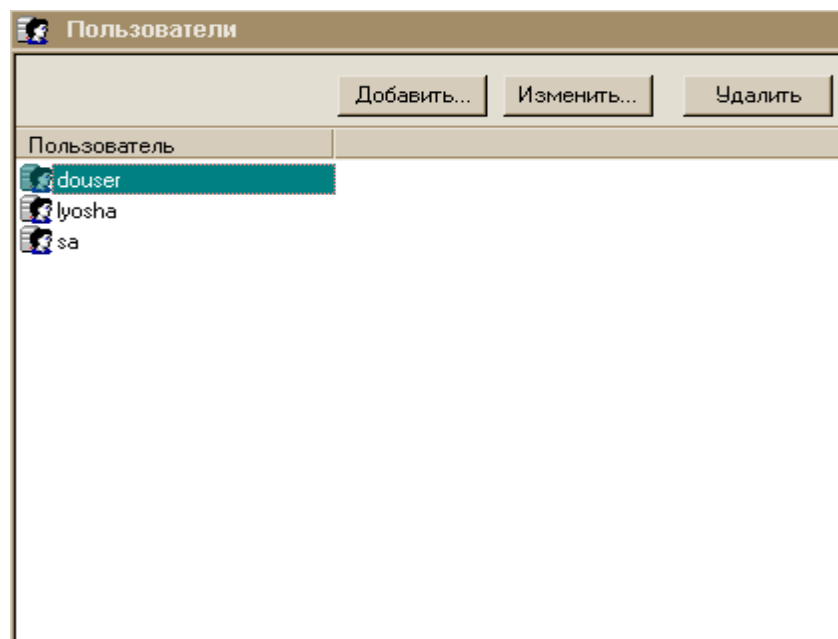 Пользователи
Добавить... Изменить... Удалить
Пользователь
douser
lyosha
sa